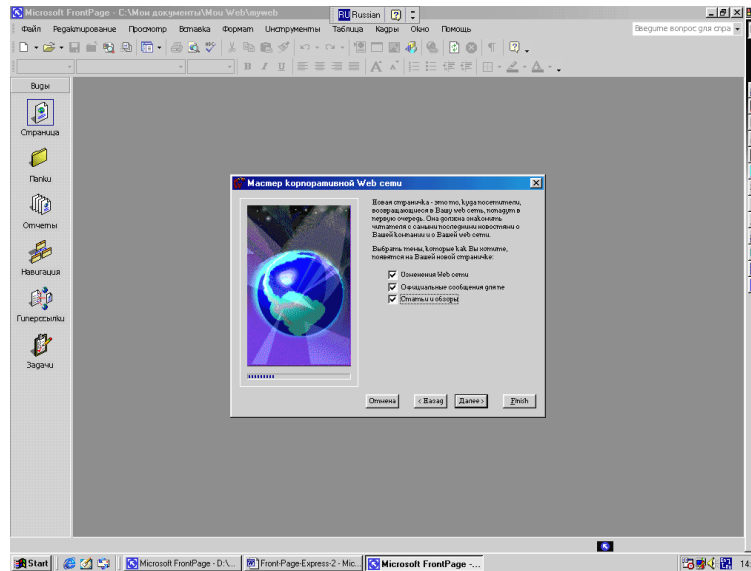 Microsoft FrontPage - C:\Мои документы\Mou Web\myweb
RU Russian
Файл Редактирование Просмотр Вставка Формат Инструменты Таблица Кадры Окно Помощь
Введите вопрос для спра
Виды
Страница
Папки
Отчеты
Навигация
Гиперссылки
Задачи
Мастер корпоративной Web сети
Новая страничка - это то, куда посетители,
возвращающиеся в Вашу web сеть, попадут в
первую очередь. Она должна знакомить
читателя о самыми последними новостями о
Вашей компании и о Вашей web сети.
Выбрать темы, которые как Вы хотите,
появятся на Вашей новой страничке:
Изменения Web сети
Официальные сообщения для пе
Статьи и обзоры
Отмена
< Назад
Далее >
Finish
Start
Microsoft FrontPage - D:\...
Front-Page-Express-2 - Mic...
Microsoft FrontPage -...
14